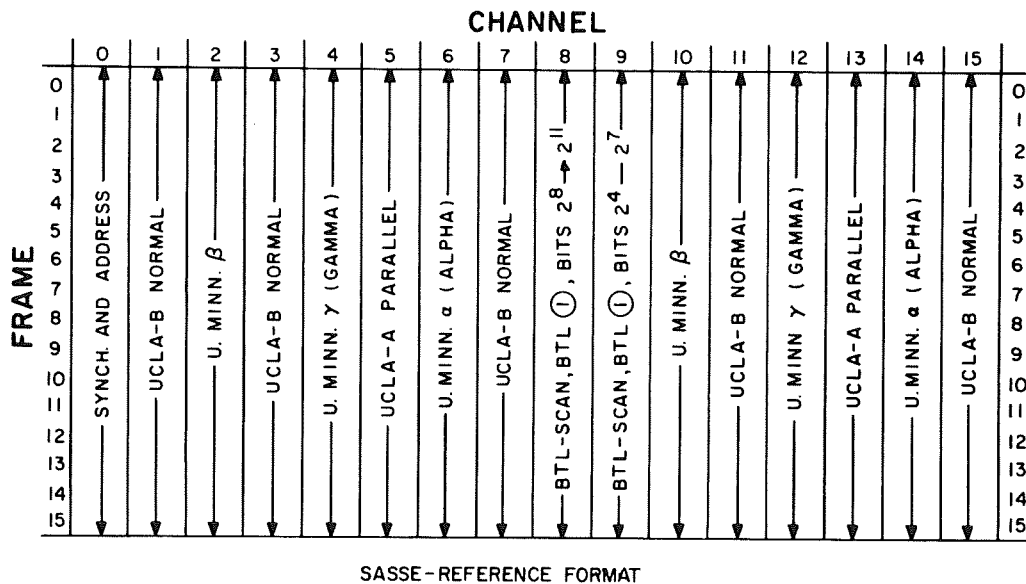 CHANNEL
0 1 2 3 4 5 6 7 8 9 10 11 12 13 14 15
FRAME
0 0
1 1
2 2
3 3
4 4
5 5
6 6
7 7
8 8
9 9
10 10
11 11
12 12
13 13
14 14
15 15
SYNCH. AND ADDRESS
UCLA-B NORMAL
U. MINN. β
UCLA-B NORMAL
U. MINN. γ (GAMMA)
UCLA-A PARALLEL
U. MINN. α (ALPHA)
UCLA-B NORMAL
BTL-SCAN, BTL ①, BITS 2⁸ → 2¹¹
BTL-SCAN, BTL ①, BITS 2⁴ — 2⁷
U. MINN. β
UCLA-B NORMAL
U. MINN γ (GAMMA)
UCLA-A PARALLEL
U. MINN. α (ALPHA)
UCLA-B NORMAL
SASSE-REFERENCE FORMAT